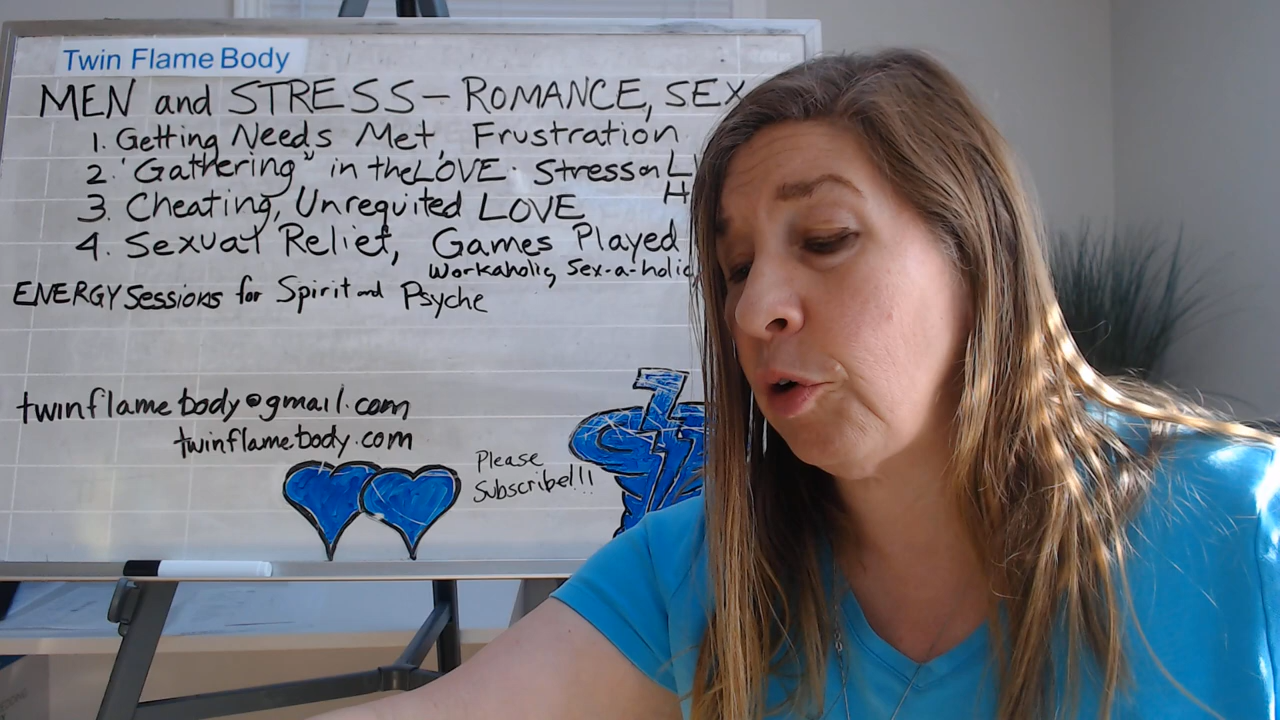 Twin Flame Body
MEN and STRESS - ROMANCE, SEX
1. Getting Needs Met, Frustration
2. "Gathering" in the LOVE. Stress on
3. Cheating, Unrequited LOVE
4. Sexual Relief, Games Played
Workaholic, Sex-a-holic
ENERGY Sessions for Spirit and Psyche
twinflamebody@gmail.com
twinflamebody.com
Please
Subscribe!!!